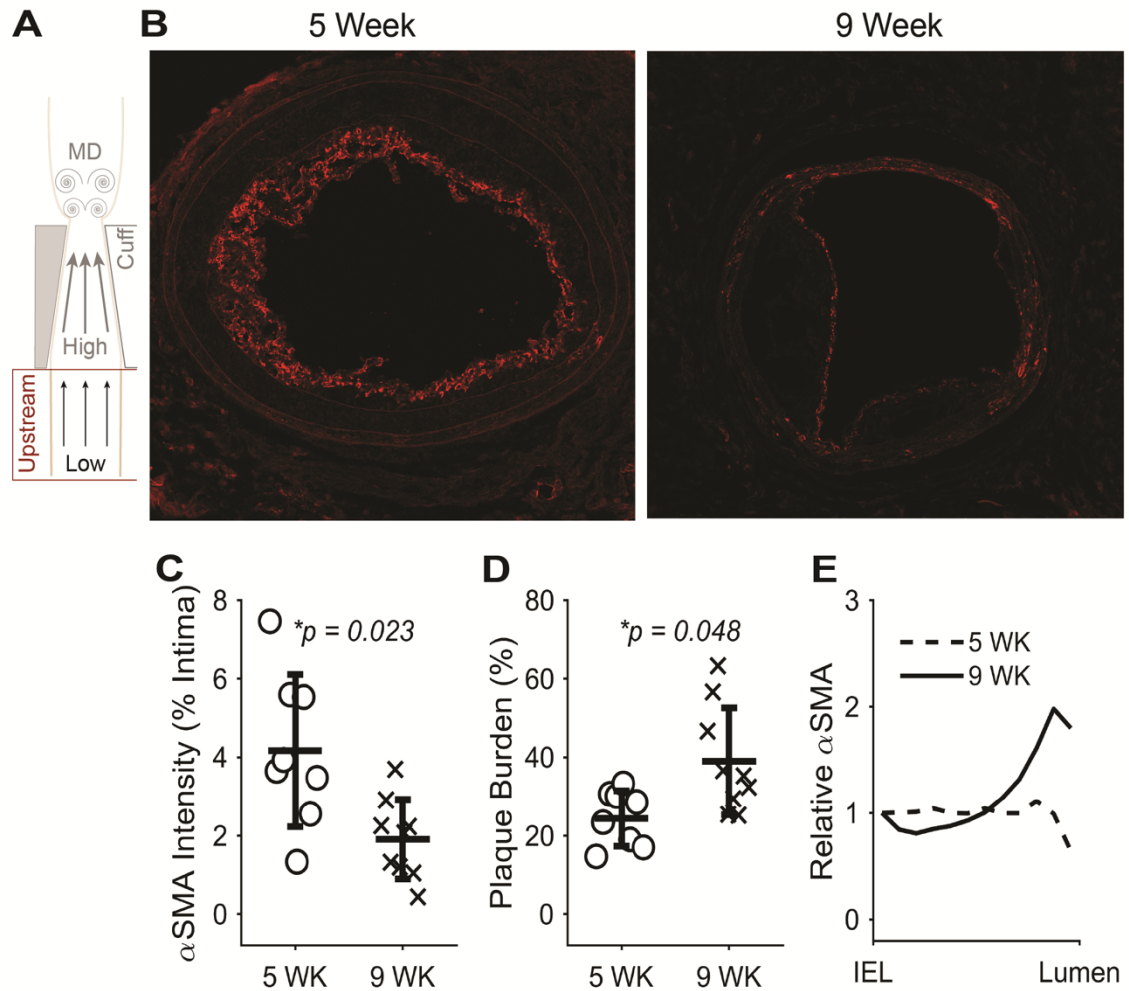 A
B
5 Week
9 Week
MD
Cuff
High
Upstream
Low
C
αSMA Intensity (% Intima)
8
6
4
2
0
*p = 0.023
5 WK
9 WK
D
Plaque Burden (%)
80
60
40
20
0
*p = 0.048
5 WK
9 WK
E
Relative αSMA
3
2
1
0
5 WK
9 WK
IEL
Lumen